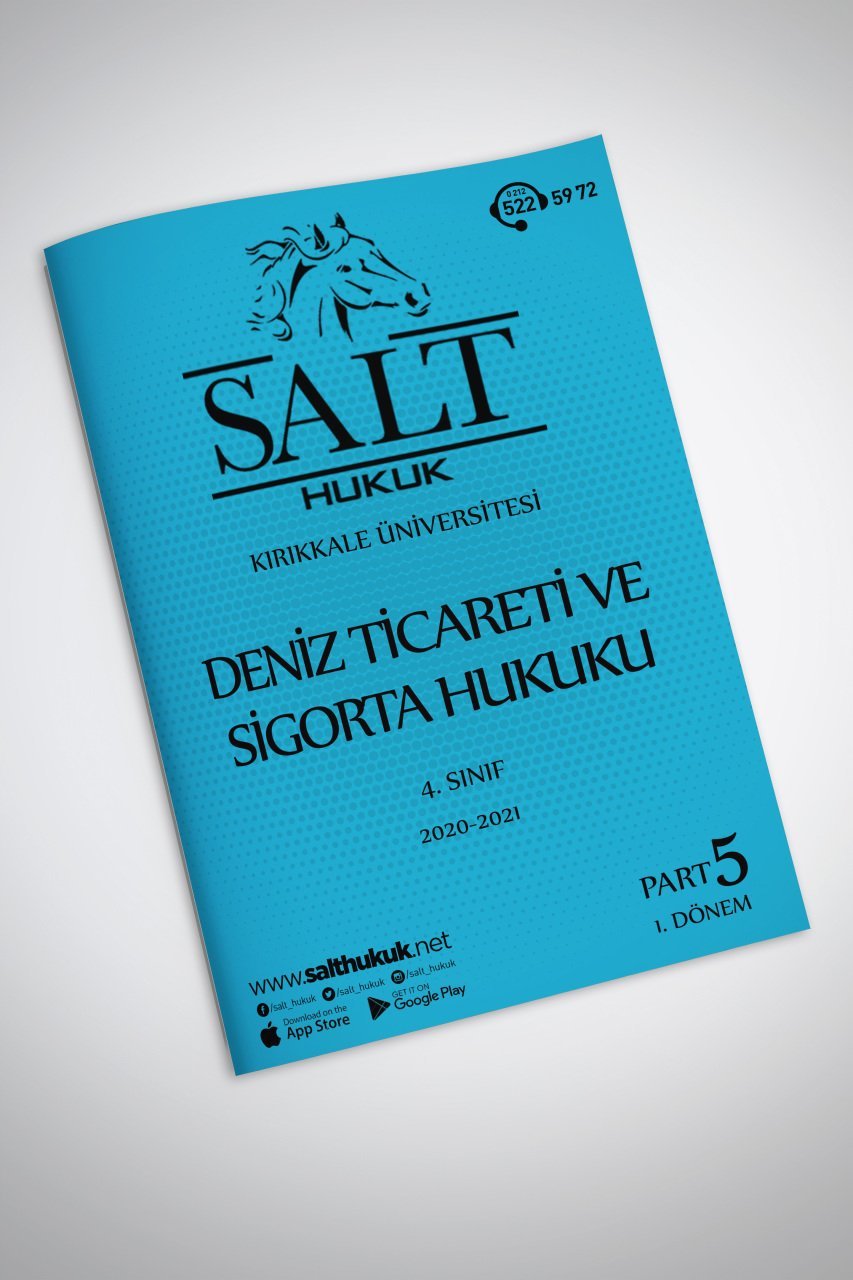 0 212
522 59 72
SALT
HUKUK
KIRIKKALE ÜNİVERSİTESİ
DENİZ TİCARETİ VE
SİGORTA HUKUKU
4. SINIF
2020-2021
PART 5
1. DÖNEM
www.salthukuk.net
/salt_hukuk /salt_hukuk /salt_hukuk
Download on the
App Store
GET IT ON
Google Play